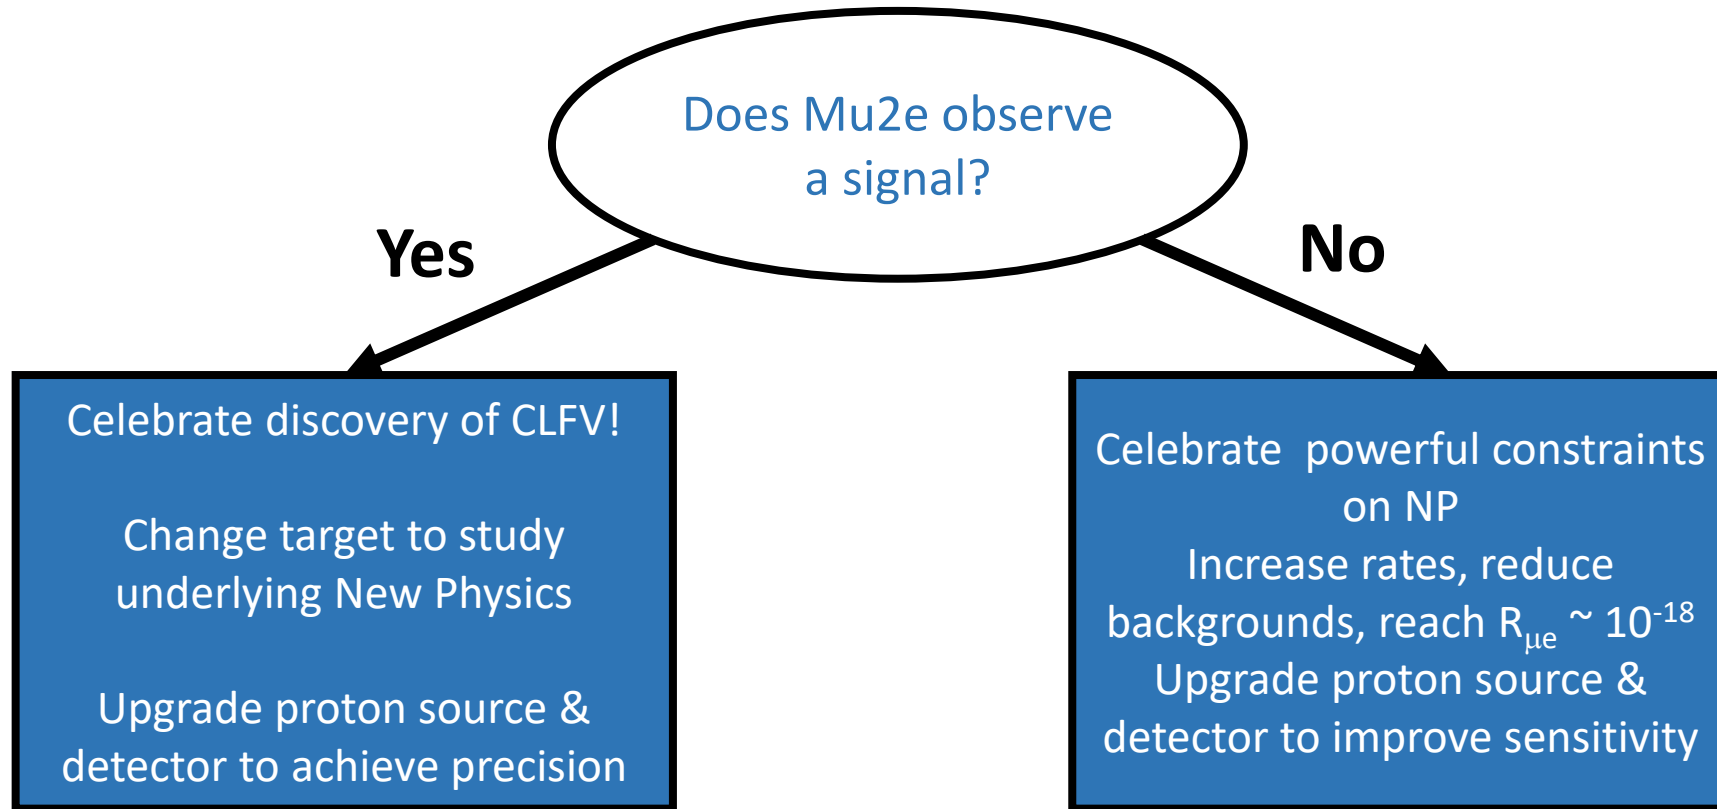 Does Mu2e observe
a signal?
Yes
No
Celebrate discovery of CLFV!
Change target to study
underlying New Physics
Upgrade proton source &
detector to achieve precision
Celebrate  powerful constraints
on NP
Increase rates, reduce
backgrounds, reach Rμe ~ 10-18
Upgrade proton source &
detector to improve sensitivity